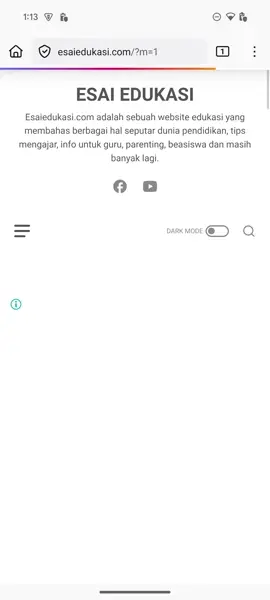 1:13
esaiedukasi.com/?m=1
1
ESAI EDUKASI
Esaiedukasi.com adalah sebuah website edukasi yang
membahas berbagai hal seputar dunia pendidikan, tips
mengajar, info untuk guru, parenting, beasiswa dan masih
banyak lagi.
DARK MODE